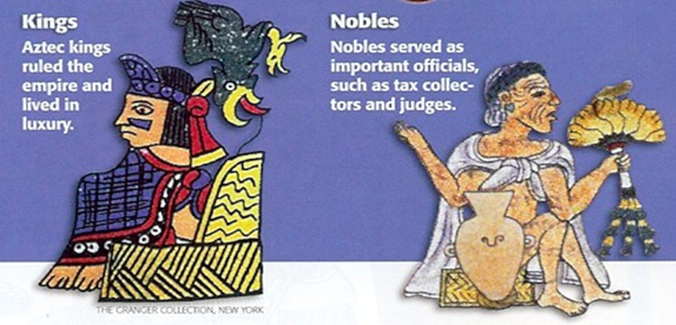 Kings
Aztec kings
ruled the
empire and
lived in
luxury.
THE GRANGER COLLECTION, NEW YORK
Nobles
Nobles served as
important officials,
such as tax collec-
tors and judges.